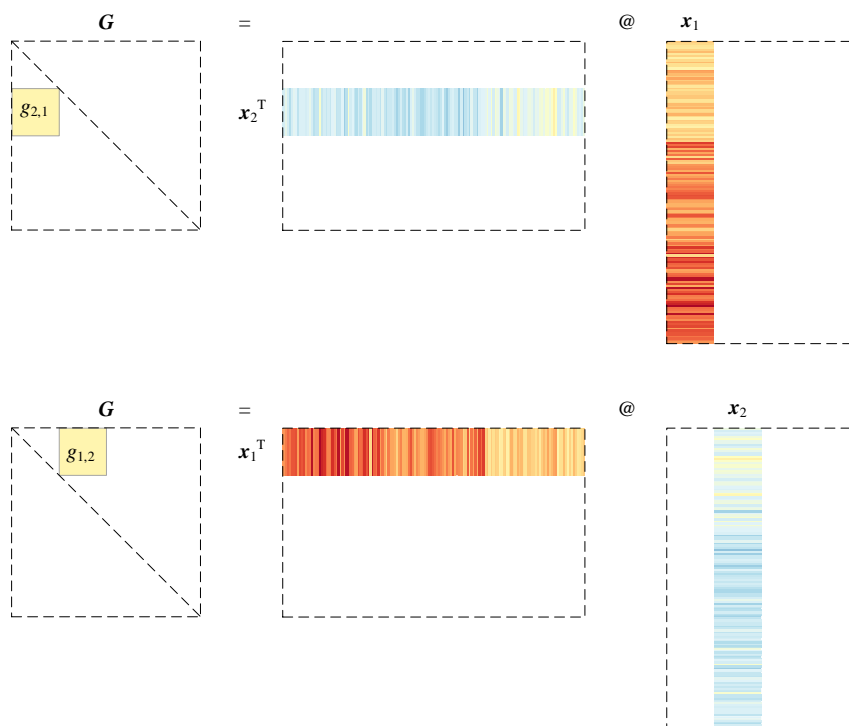 G = @ x₁
g₂,₁
x₂ᵀ
G = @ x₂
g₁,₂
x₁ᵀ